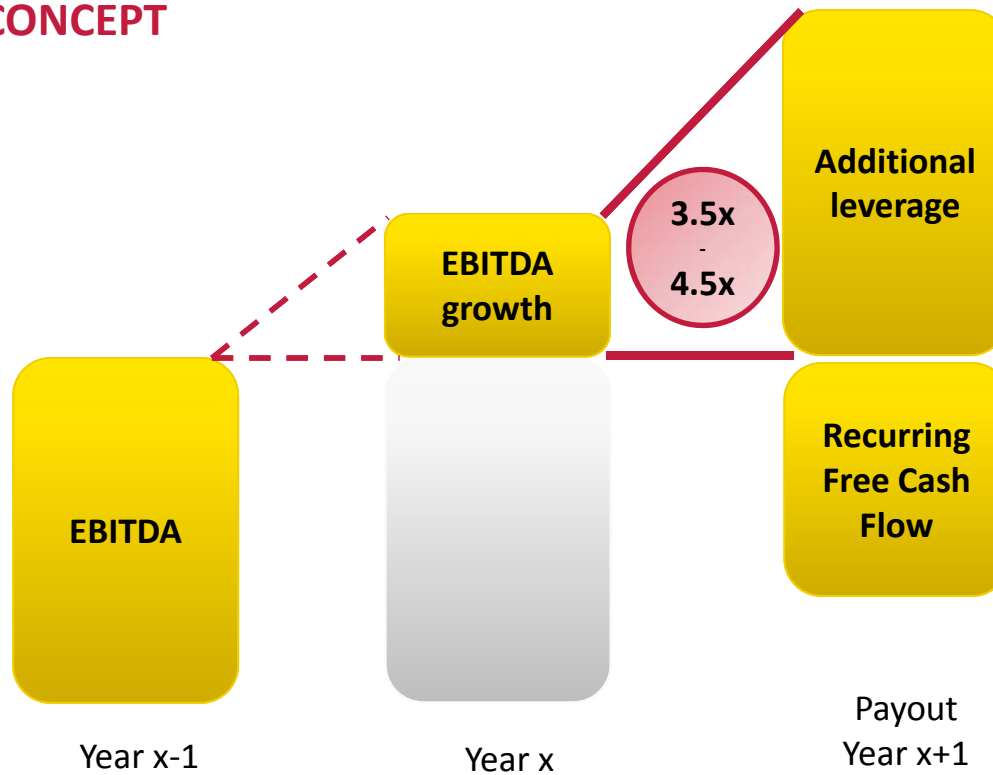 CONCEPT
Additional
leverage
3.5x
-
4.5x
EBITDA
growth
Recurring
Free Cash
Flow
EBITDA
Payout
Year x-1
Year x
Year x+1